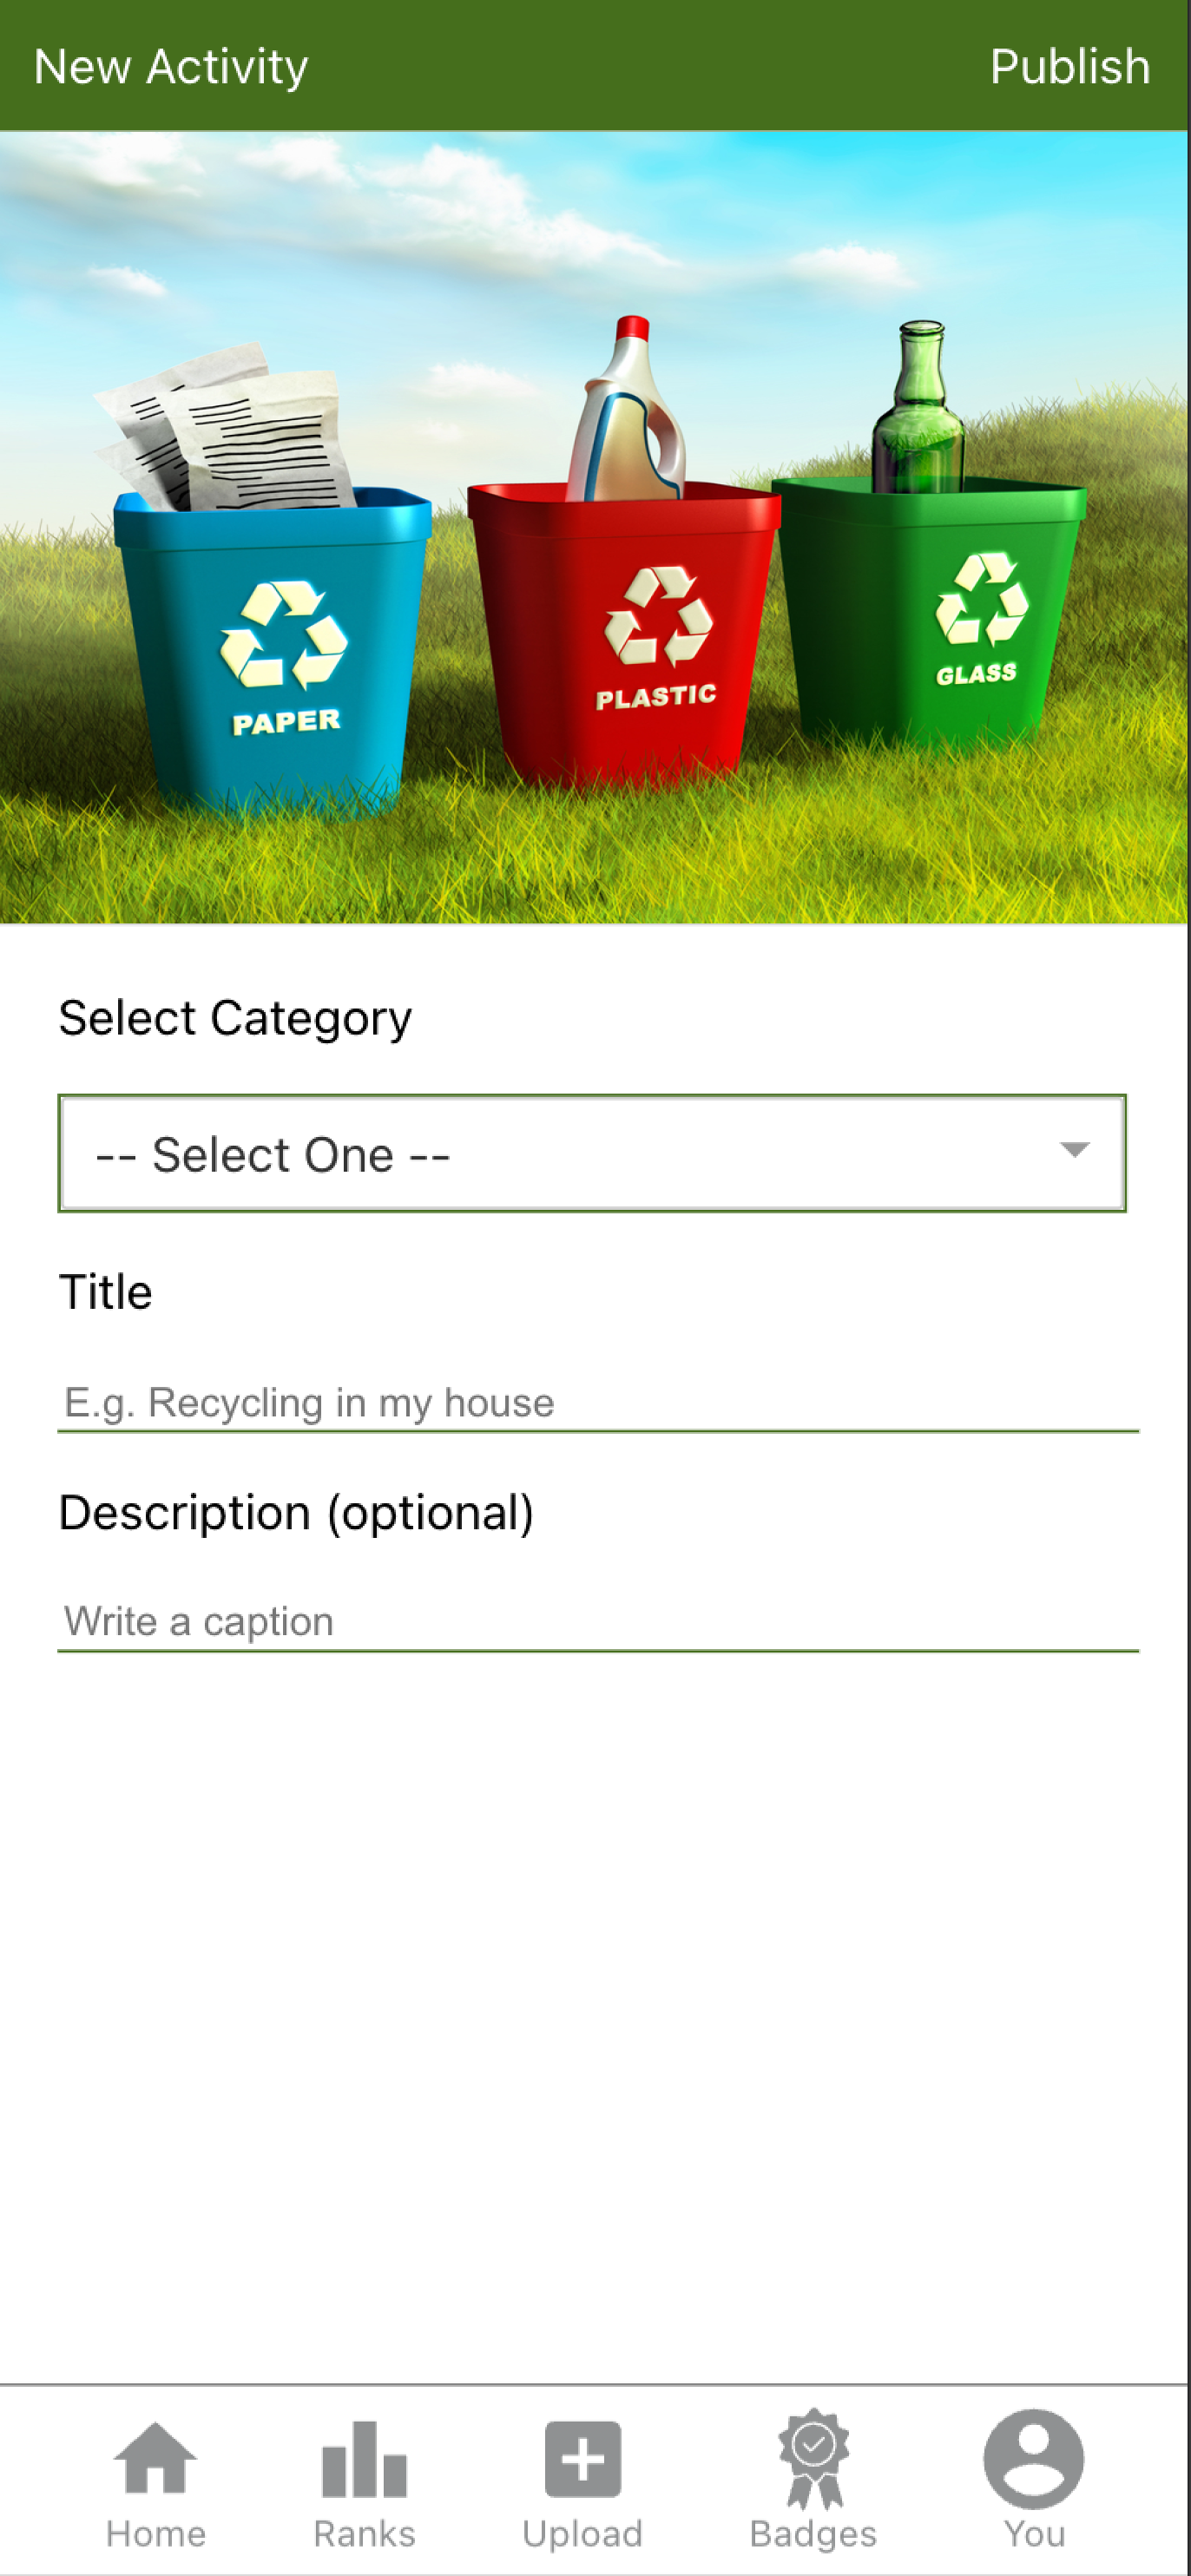 New Activity Publish
PAPER
PLASTIC
GLASS
Select Category
-- Select One --
Title
E.g. Recycling in my house
Description (optional)
Write a caption
Home Ranks Upload Badges You